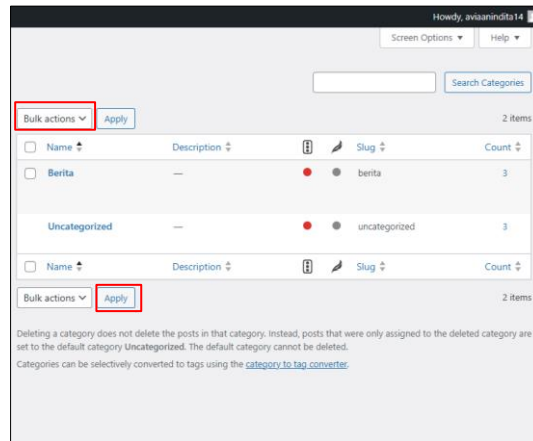 Howdy, aviaanindita14
Screen Options Help
Search Categories
Bulk actions Apply 2 items
Name Description Slug Count
Berita — berita 3
Uncategorized — uncategorized 3
Name Description Slug Count
Bulk actions Apply 2 items
Deleting a category does not delete the posts in that category. Instead, posts that were only assigned to the deleted category are
set to the default category Uncategorized. The default category cannot be deleted.
Categories can be selectively converted to tags using the category to tag converter.